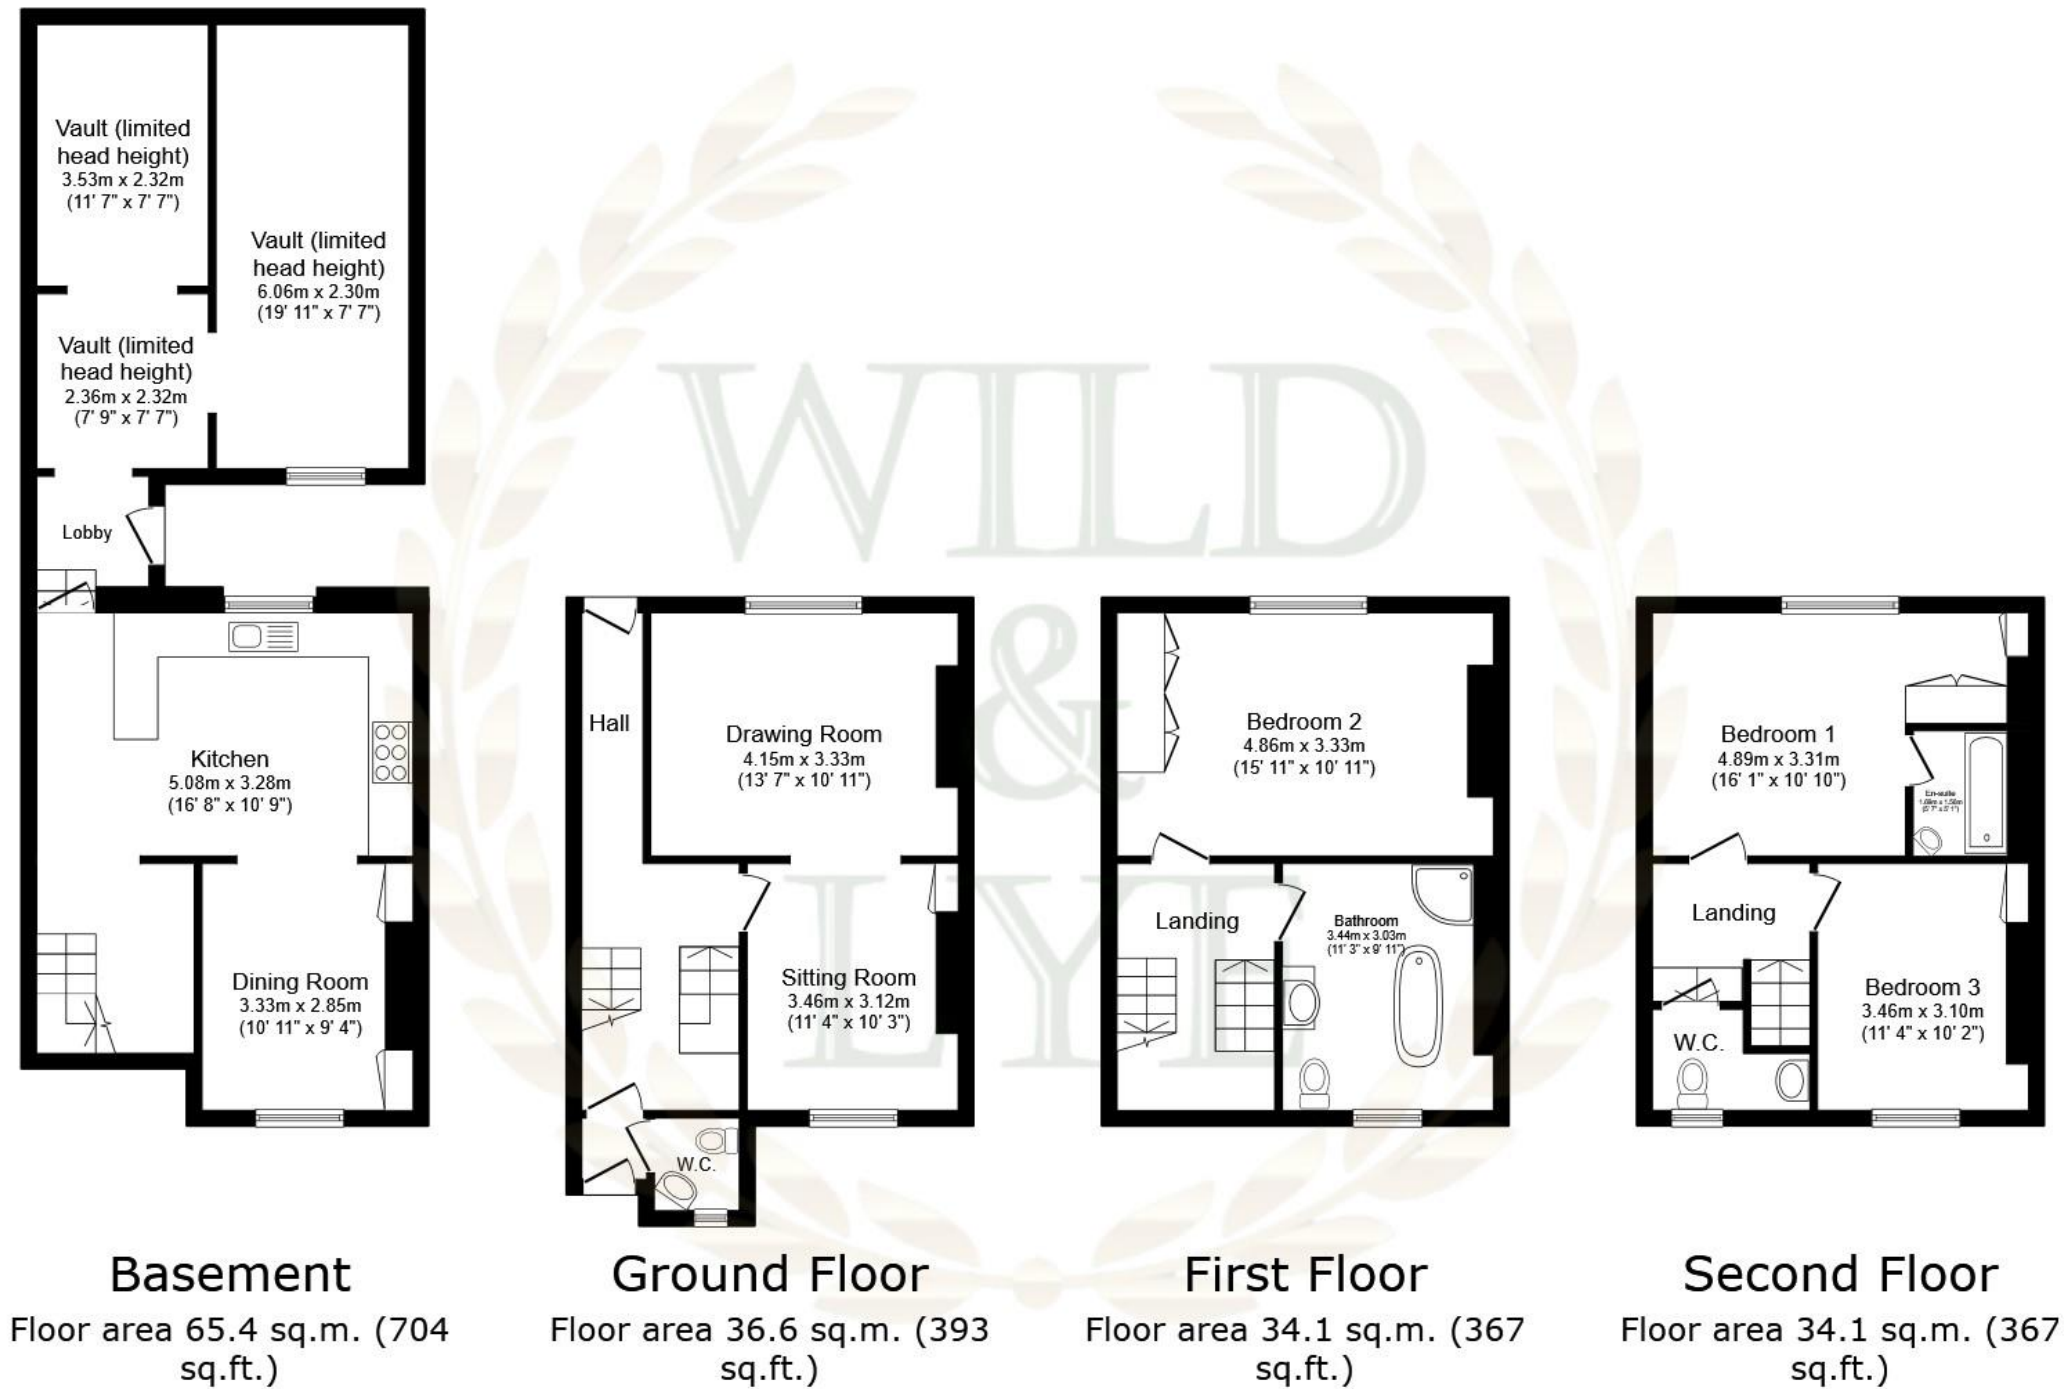 Vault (limited
head height)
3.53m x 2.32m
(11' 7" x 7' 7")
Vault (limited
head height)
6.06m x 2.30m
(19' 11" x 7' 7")
Vault (limited
head height)
2.36m x 2.32m
(7' 9" x 7' 7")
Lobby
Kitchen
5.08m x 3.28m
(16' 8" x 10' 9")
Dining Room
3.33m x 2.85m
(10' 11" x 9' 4")
Hall
Drawing Room
4.15m x 3.33m
(13' 7" x 10' 11")
Sitting Room
3.46m x 3.12m
(11' 4" x 10' 3")
W.C.
Bedroom 2
4.86m x 3.33m
(15' 11" x 10' 11")
Landing
Bathroom
3.44m x 3.03m
(11' 3" x 9' 11")
Bedroom 1
4.89m x 3.31m
(16' 1" x 10' 10")
En-suite
(5' 7" x 5' 1")
Landing
Bedroom 3
3.46m x 3.10m
(11' 4" x 10' 2")
W.C.
WILD
&
LYE
Basement
Floor area 65.4 sq.m. (704
sq.ft.)
Ground Floor
Floor area 36.6 sq.m. (393
sq.ft.)
First Floor
Floor area 34.1 sq.m. (367
sq.ft.)
Second Floor
Floor area 34.1 sq.m. (367
sq.ft.)